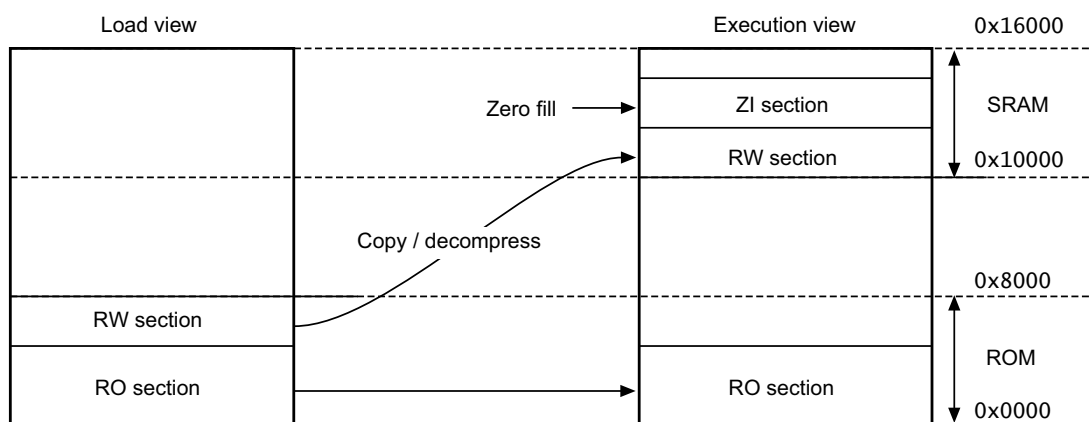 Load view
Execution view
0x16000
Zero fill
ZI section
SRAM
RW section
0x10000
Copy / decompress
0x8000
RW section
ROM
RO section
RO section
0x0000